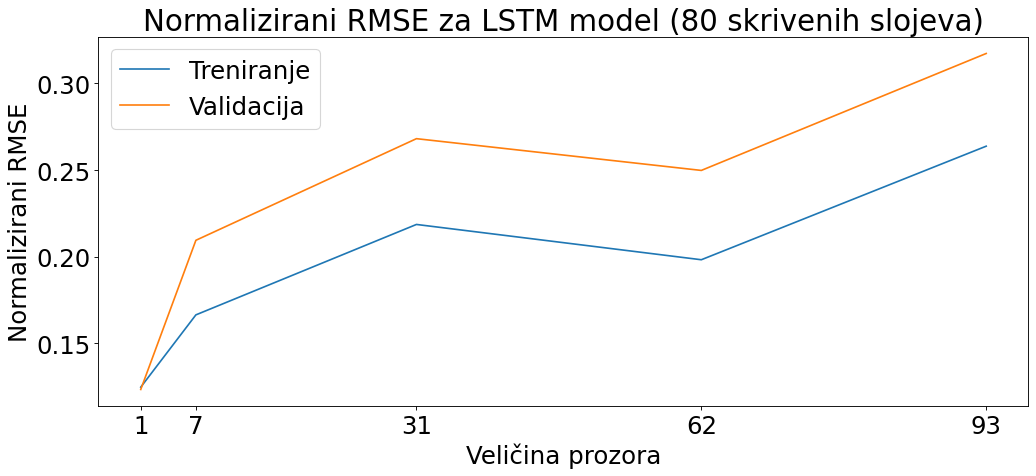 Normalizirani RMSE za LSTM model (80 skrivenih slojeva)
Treniranje
Validacija
Normalizirani RMSE
0.30
0.25
0.20
0.15
1 7 31 62 93
Veličina prozora